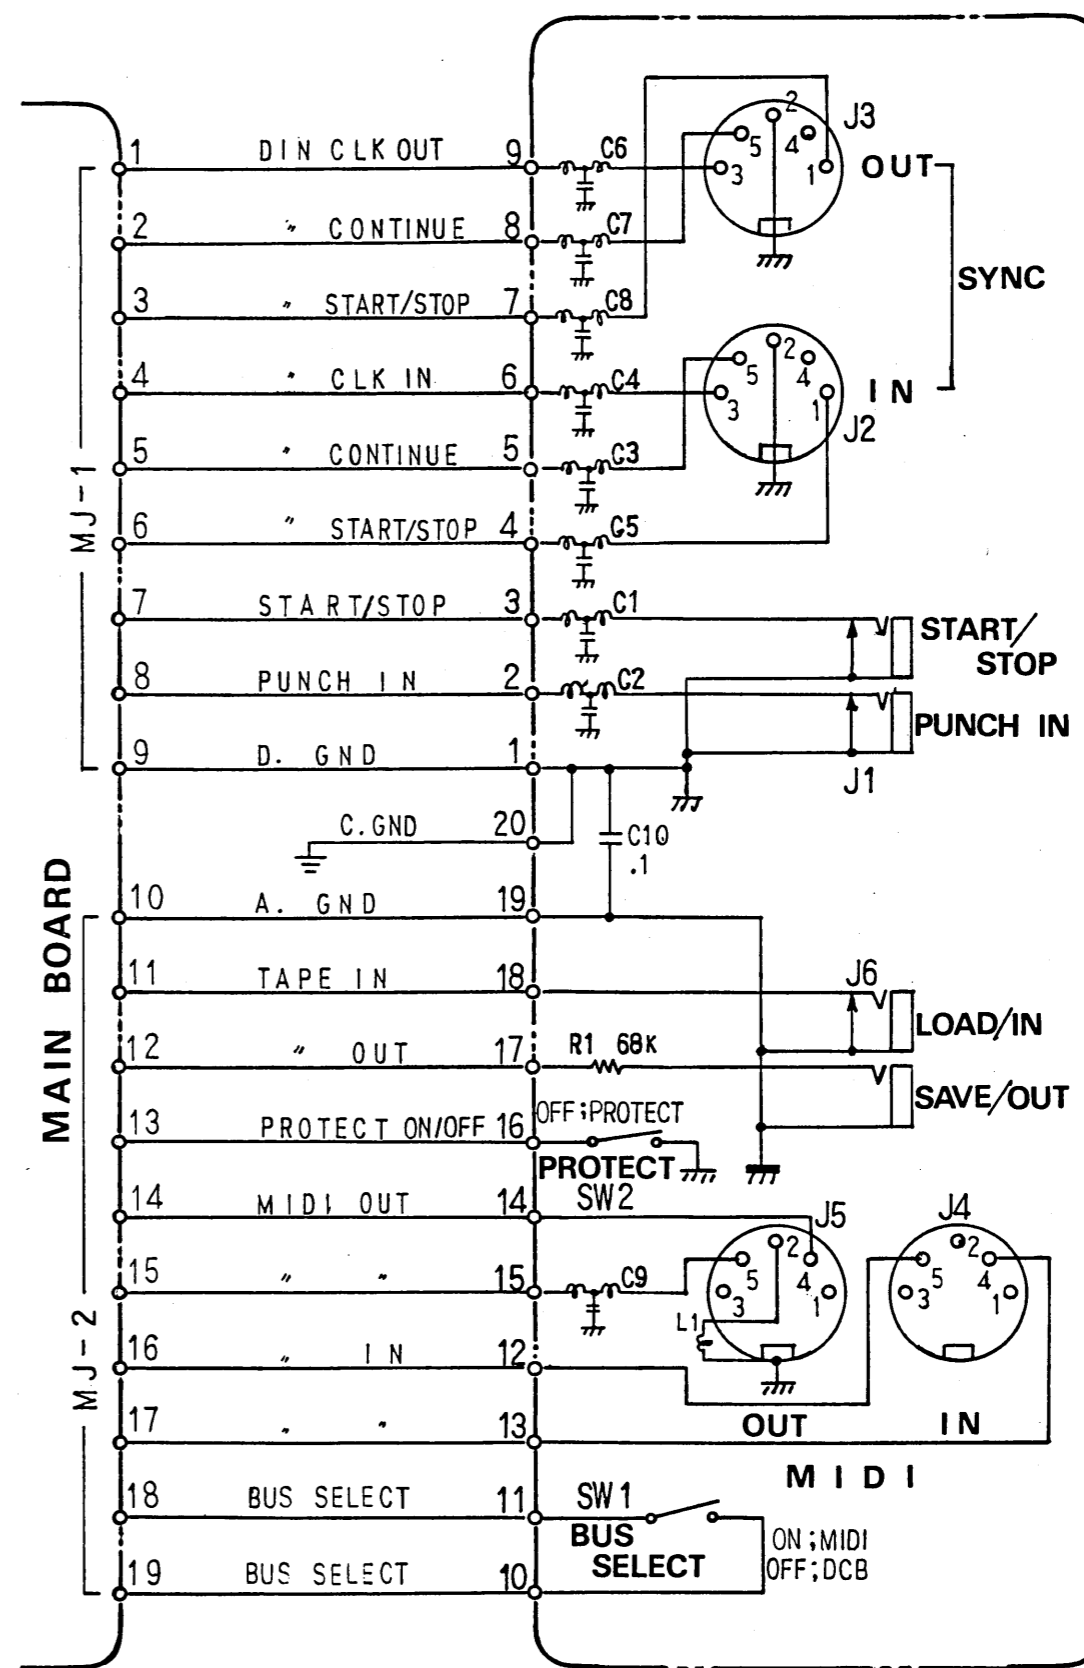 2
J3
5
4
3
1
OUT
1 DIN CLK OUT 9 C6
2 〃 CONTINUE 8 C7
SYNC
3 〃 START/STOP 7 C8
4 〃 CLK IN 6 C4
2
5
4
3
1
IN
J2
5 〃 CONTINUE 5 C3
MJ-1
6 〃 START/STOP 4 C5
7 START/STOP 3 C1
START/
STOP
8 PUNCH IN 2 C2
PUNCH IN
J1
9 D. GND 1
C.GND 20
C10
.1
MAIN BOARD
10 A. GND 19
11 TAPE IN 18
J6
LOAD/IN
12 〃 OUT 17 R1 68K
SAVE/OUT
13 PROTECT ON/OFF 16
OFF;PROTECT
PROTECT
SW2
14 MIDI OUT 14
J5
J4
2
5
4
3
1
2
5
4
3
1
15 〃 〃 15 C9
L1
MJ-2
16 〃 IN 12
OUT
IN
17 〃 〃 13
MIDI
18 BUS SELECT 11 SW1
BUS
SELECT
ON;MIDI
OFF;DCB
19 BUS SELECT 10